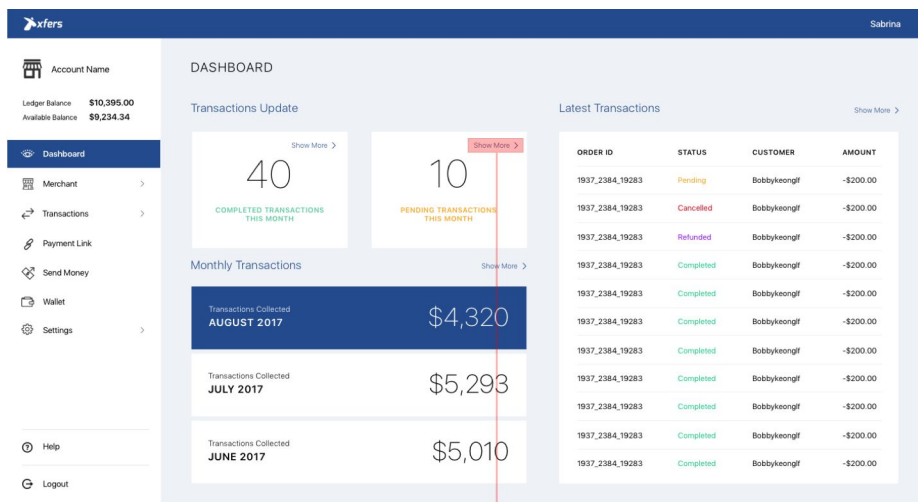 xfers
Sabrina
Account Name
Ledger Balance $10,395.00
Available Balance $9,234.34
Dashboard
Merchant
Transactions
Payment Link
Send Money
Wallet
Settings
Help
Logout
DASHBOARD
Transactions Update
Show More
40
COMPLETED TRANSACTIONS
THIS MONTH
Show More
10
PENDING TRANSACTIONS
THIS MONTH
Monthly Transactions
Show More
Transactions Collected
AUGUST 2017
$4,320
Transactions Collected
JULY 2017
$5,293
Transactions Collected
JUNE 2017
$5,010
Latest Transactions
Show More
ORDER ID STATUS CUSTOMER AMOUNT
1937_2384_19283 Pending Bobbykeonglf -$200.00
1937_2384_19283 Cancelled Bobbykeonglf -$200.00
1937_2384_19283 Refunded Bobbykeonglf -$200.00
1937_2384_19283 Completed Bobbykeonglf -$200.00
1937_2384_19283 Completed Bobbykeonglf -$200.00
1937_2384_19283 Completed Bobbykeonglf -$200.00
1937_2384_19283 Completed Bobbykeonglf -$200.00
1937_2384_19283 Completed Bobbykeonglf -$200.00
1937_2384_19283 Completed Bobbykeonglf -$200.00
1937_2384_19283 Completed Bobbykeonglf -$200.00
1937_2384_19283 Completed Bobbykeonglf -$200.00